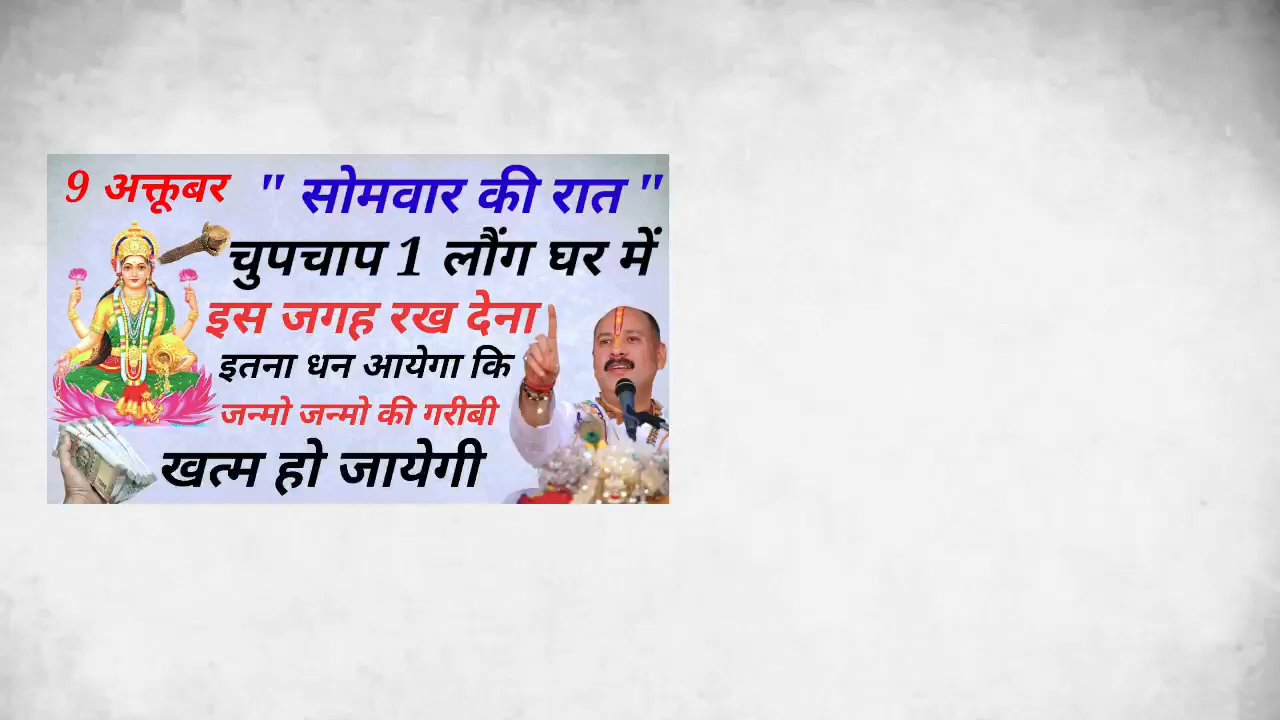 9 अक्तूबर " सोमवार की रात "
चुपचाप 1 लौंग घर में
इस जगह रख देना
इतना धन आयेगा कि
जन्मो जन्मो की गरीबी
खत्म हो जायेगी